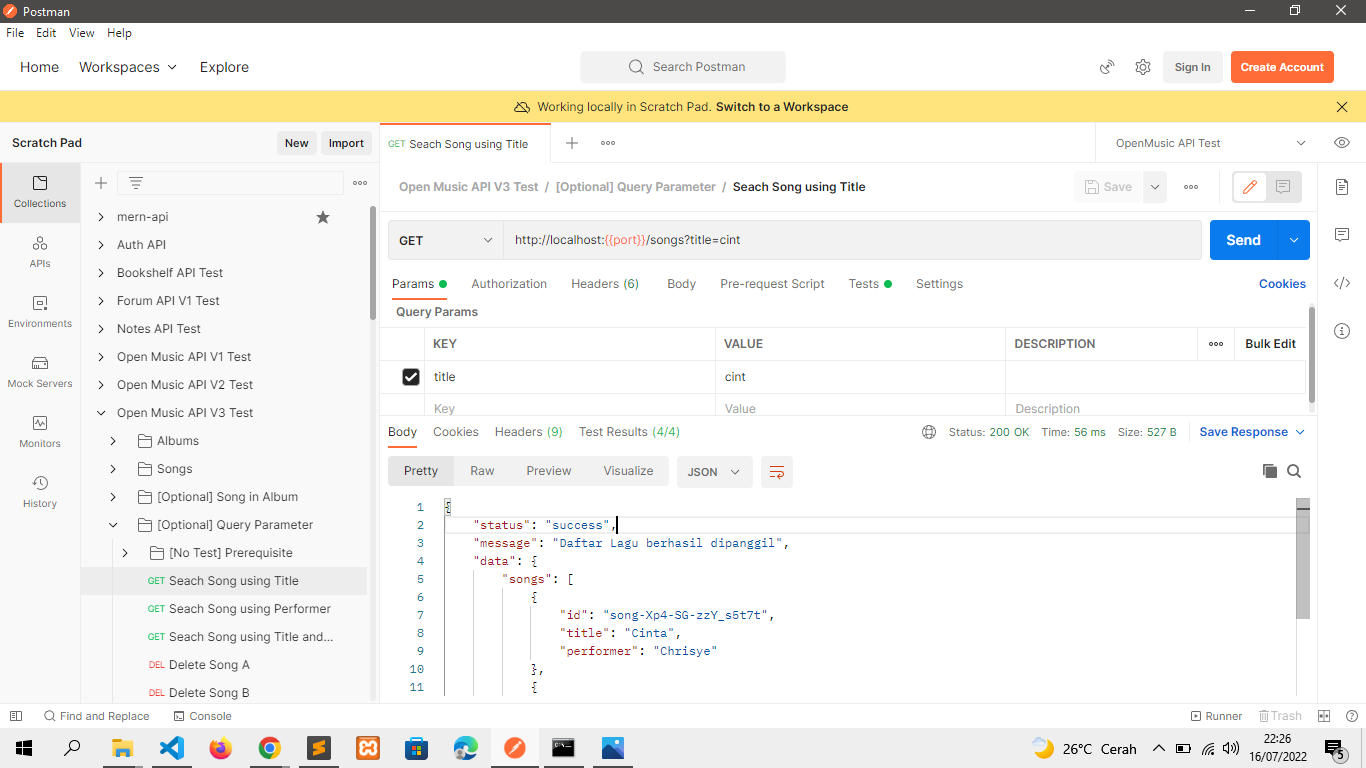 Postman
File Edit View Help
Home Workspaces Explore Search Postman Sign In Create Account
Working locally in Scratch Pad. Switch to a Workspace
Scratch Pad New Import
GET Seach Song using Title OpenMusic API Test
Collections
APIs
Environments
Mock Servers
Monitors
History
mern-api
Auth API
Bookshelf API Test
Forum API V1 Test
Notes API Test
Open Music API V1 Test
Open Music API V2 Test
Open Music API V3 Test
Albums
Songs
[Optional] Song in Album
[Optional] Query Parameter
[No Test] Prerequisite
GET Seach Song using Title
GET Seach Song using Performer
GET Seach Song using Title and...
DEL Delete Song A
DEL Delete Song B
Open Music API V3 Test / [Optional] Query Parameter / Seach Song using Title Save
GET http://localhost:{{port}}/songs?title=cint Send
Params Authorization Headers (6) Body Pre-request Script Tests Settings Cookies
Query Params
KEY VALUE DESCRIPTION Bulk Edit
title cint
Key Value Description
Body Cookies Headers (9) Test Results (4/4) Status: 200 OK Time: 56 ms Size: 527 B Save Response
Pretty Raw Preview Visualize JSON
1 {
2 "status": "success",
3 "message": "Daftar Lagu berhasil dipanggil",
4 "data": {
5 "songs": [
6 {
7 "id": "song-Xp4-SG-zzY_s5t7t",
8 "title": "Cinta",
9 "performer": "Chrisye"
10 },
11 {
Find and Replace Console Runner Trash
26°C Cerah 22:26
16/07/2022
5